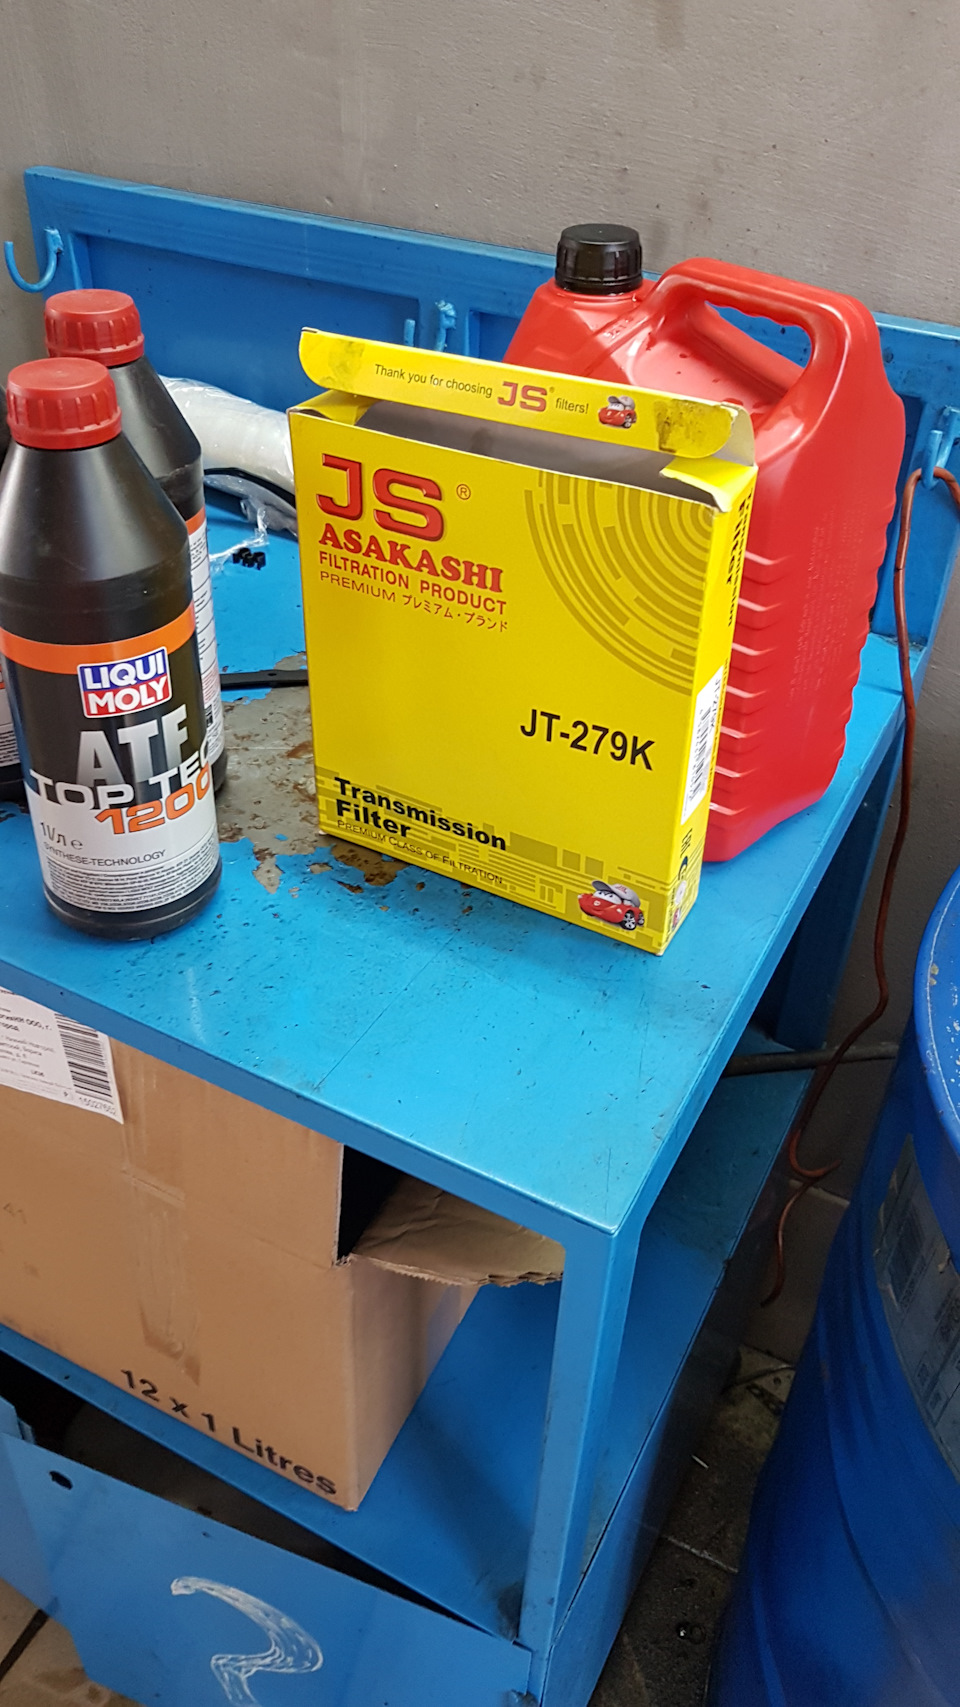 Thank you for choosing JS® filters!
JS®
ASAKASHI
FILTRATION PRODUCT
PREMIUM プレミアム・ブランド
JT-279K
Transmission
Filter
PREMIUM CLASS OF FILTRATION
LIQUI
MOLY
ATF
TOP TEC
1200
1l/л e
SYNTHESE-TECHNOLOGY
12 x 1 Litres